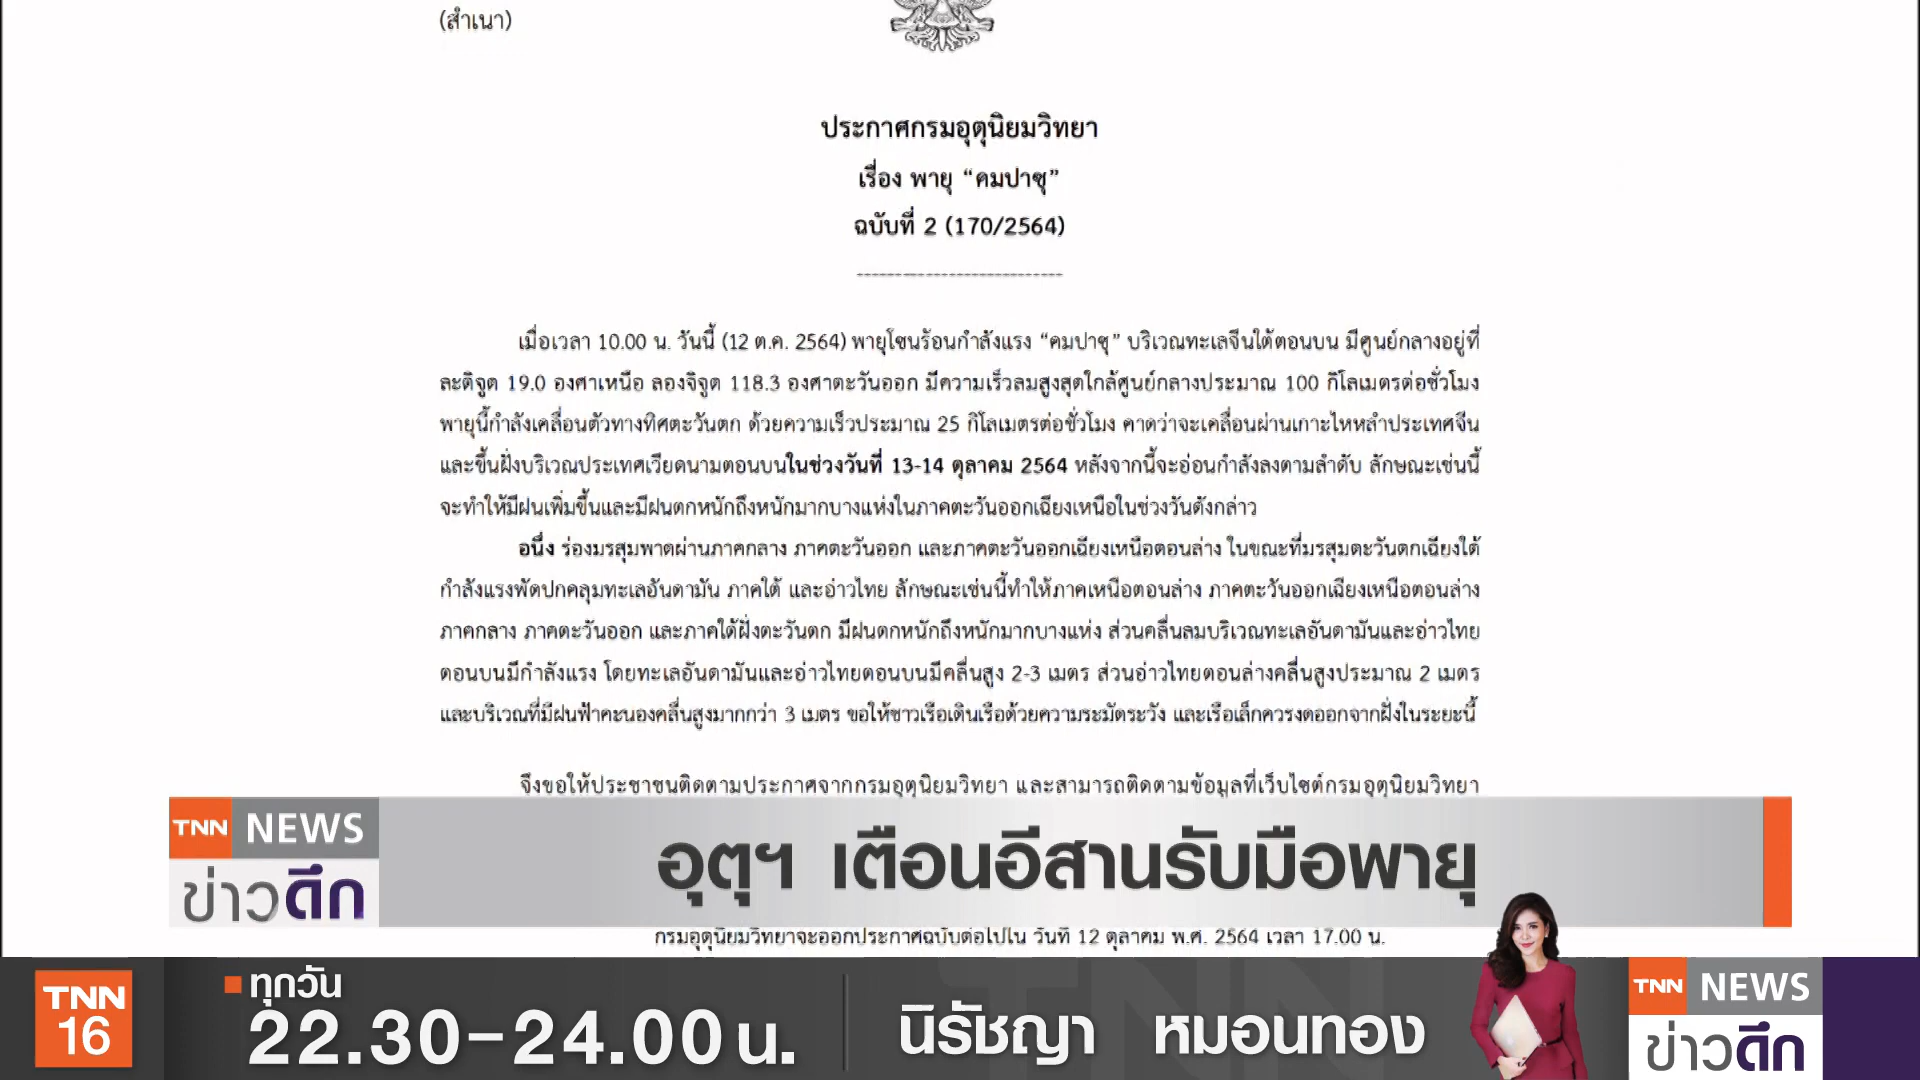 (สำเนา)
ประกาศกรมอุตุนิยมวิทยา
เรื่อง พายุ “คมปาซุ”
ฉบับที่ 2 (170/2564)
---------------------------
เมื่อเวลา 10.00 น. วันนี้ (12 ต.ค. 2564) พายุโซนร้อนกำลังแรง “คมปาซุ” บริเวณทะเลจีนใต้ตอนบน มีศูนย์กลางอยู่ที่
ละติจูด 19.0 องศาเหนือ ลองจิจูด 118.3 องศาตะวันออก มีความเร็วลมสูงสุดใกล้ศูนย์กลางประมาณ 100 กิโลเมตรต่อชั่วโมง
พายุนี้กำลังเคลื่อนตัวทางทิศตะวันตก ด้วยความเร็วประมาณ 25 กิโลเมตรต่อชั่วโมง คาดว่าจะเคลื่อนผ่านเกาะไหหลำประเทศจีน
และขึ้นฝั่งบริเวณประเทศเวียดนามตอนบนในช่วงวันที่ 13-14 ตุลาคม 2564 หลังจากนี้จะอ่อนกำลังลงตามลำดับ ลักษณะเช่นนี้
จะทำให้มีฝนเพิ่มขึ้นและมีฝนตกหนักถึงหนักมากบางแห่งในภาคตะวันออกเฉียงเหนือในช่วงวันดังกล่าว
อนึ่ง ร่องมรสุมพาดผ่านภาคกลาง ภาคตะวันออก และภาคตะวันออกเฉียงเหนือตอนล่าง ในขณะที่มรสุมตะวันตกเฉียงใต้
กำลังแรงพัดปกคลุมทะเลอันดามัน ภาคใต้ และอ่าวไทย ลักษณะเช่นนี้ทำให้ภาคเหนือตอนล่าง ภาคตะวันออกเฉียงเหนือตอนล่าง
ภาคกลาง ภาคตะวันออก และภาคใต้ฝั่งตะวันตก มีฝนตกหนักถึงหนักมากบางแห่ง ส่วนคลื่นลมบริเวณทะเลอันดามันและอ่าวไทย
ตอนบนมีกำลังแรง โดยทะเลอันดามันและอ่าวไทยตอนบนมีคลื่นสูง 2-3 เมตร ส่วนอ่าวไทยตอนล่างคลื่นสูงประมาณ 2 เมตร
และบริเวณที่มีฝนฟ้าคะนองคลื่นสูงมากกว่า 3 เมตร ขอให้ชาวเรือเดินเรือด้วยความระมัดระวัง และเรือเล็กควรงดออกจากฝั่งในระยะนี้
จึงขอให้ประชาชนติดตามประกาศจากกรมอุตุนิยมวิทยา และสามารถติดตามข้อมูลที่เว็บไซต์กรมอุตุนิยมวิทยา
TNN NEWS
ข่าวดึก
อุตุฯ เตือนอีสานรับมือพายุ
กรมอุตุนิยมวิทยาจะออกประกาศฉบับต่อไปใน วันที่ 12 ตุลาคม พ.ศ. 2564 เวลา 17.00 น.
TNN
16
ทุกวัน
22.30-24.00 น.
นิรัชญา หมอนทอง
TNN NEWS
ข่าวดึก